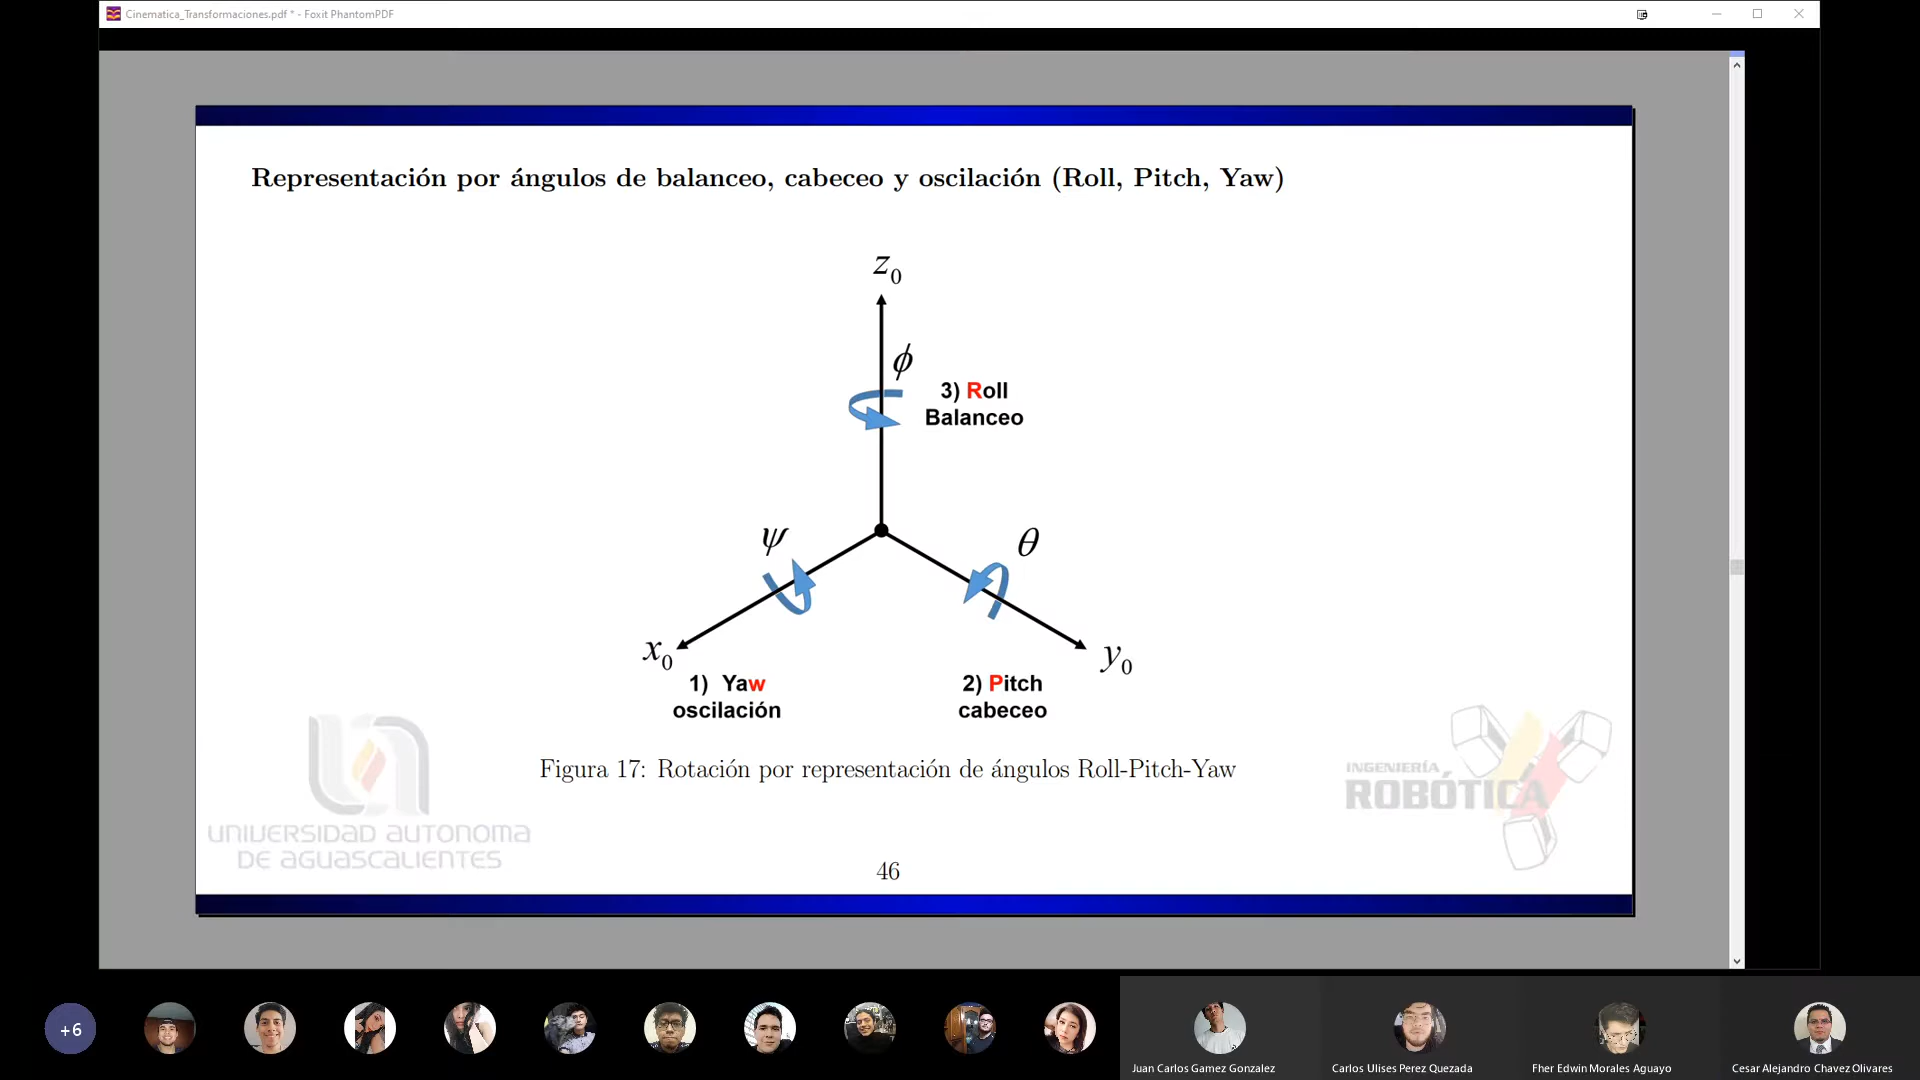 Cinematica_Transformaciones.pdf * - Foxit PhantomPDF
Representación por ángulos de balanceo, cabeceo y oscilación (Roll, Pitch, Yaw)
z0
ϕ
3) Roll
Balanceo
ψ
θ
x0
y0
1) Yaw
oscilación
2) Pitch
cabeceo
Figura 17: Rotación por representación de ángulos Roll-Pitch-Yaw
UNIVERSIDAD AUTONOMA
DE AGUASCALIENTES
INGENIERÍA
ROBÓTICA
46
+6
Juan Carlos Gamez Gonzalez
Carlos Ulises Perez Quezada
Fher Edwin Morales Aguayo
Cesar Alejandro Chavez Olivares